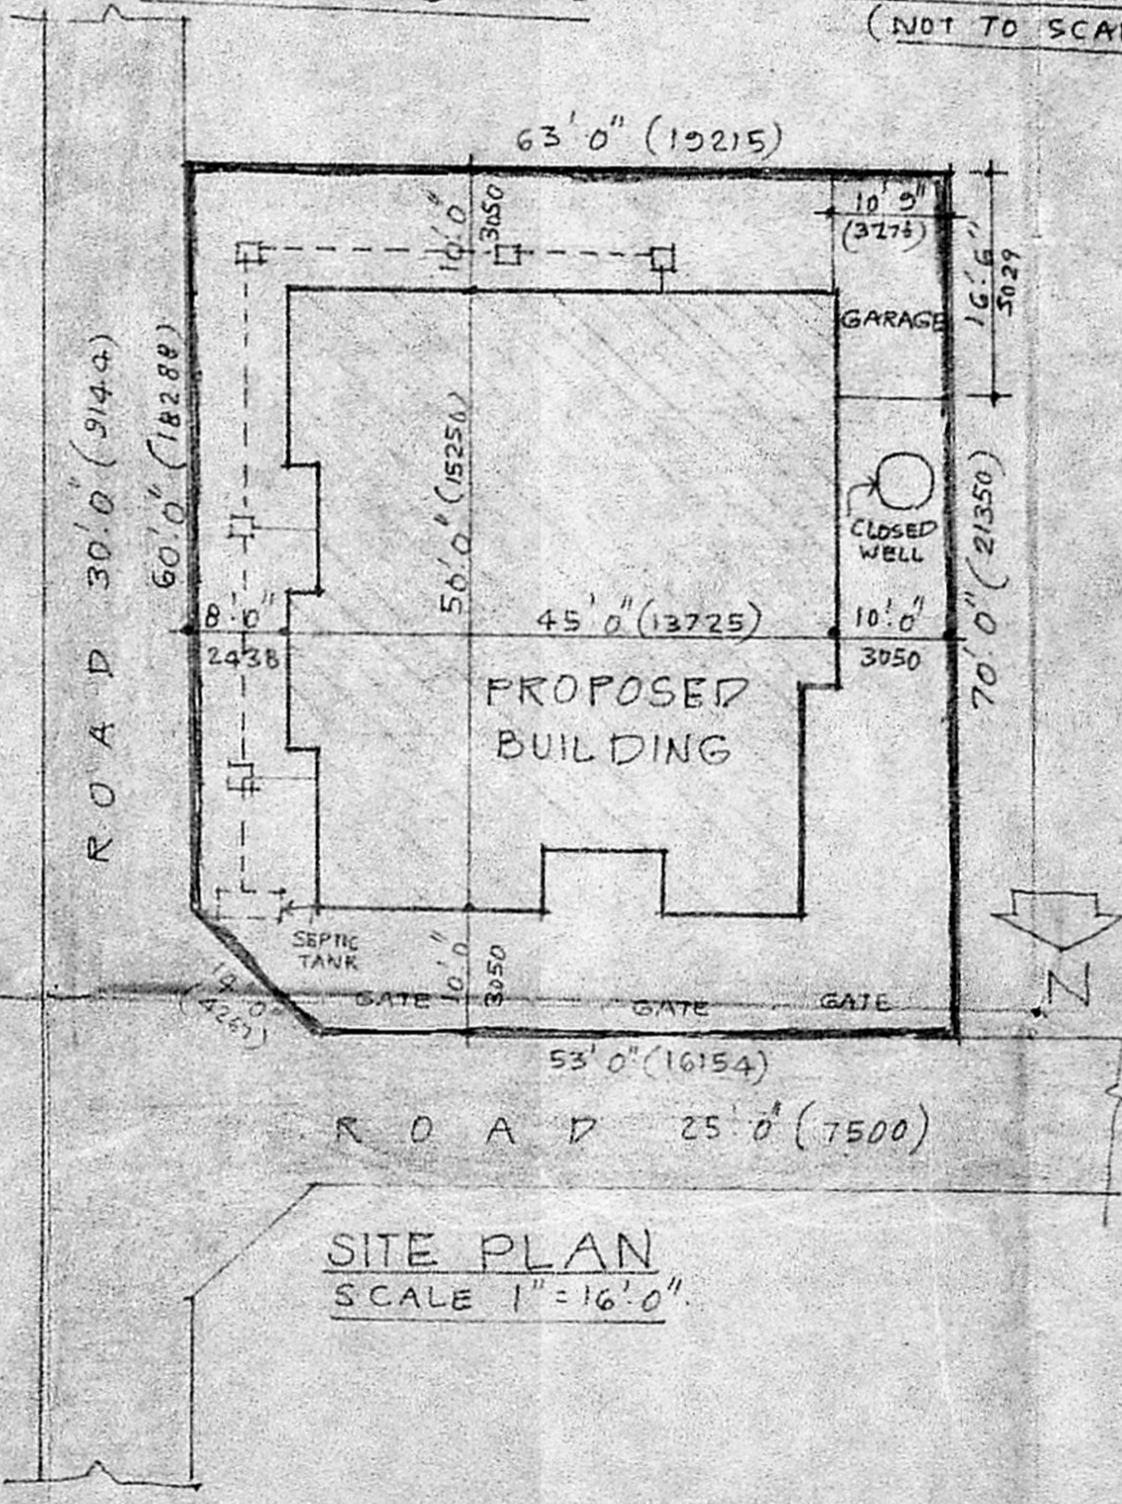 (NOT TO SCA
63'.0" (19215)
10'.0"
3050
10' 9"
16'.6"
5029
GARAGE
ROAD 30'.0" (9144)
60'.0" (18288)
50'.0" (15250)
CLOSED
WELL
70'.0" (21350)
8'.0"
2438
45'.0" (13725)
10'.0"
3050
PROPOSED
BUILDING
SEPTIC
TANK
10'.0"
3050
14'.0"
(4267)
GATE
GATE
GATE
N
53'.0" (16154)
ROAD 25'.0" (7500)
SITE PLAN
SCALE 1" = 16'.0".